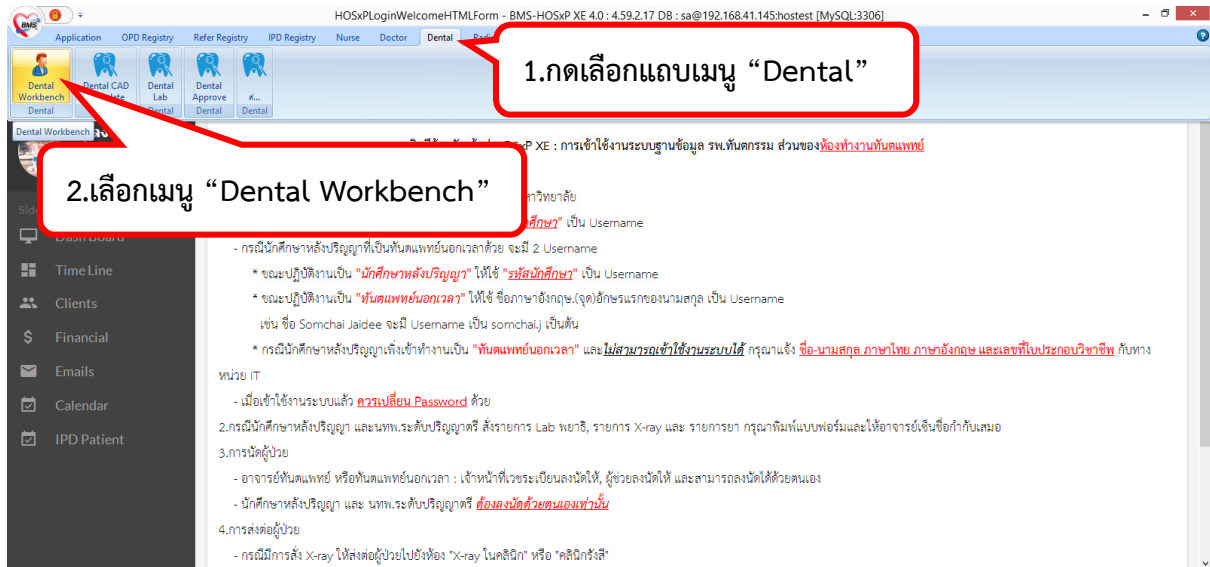 HOSxPLoginWelcomeHTMLForm - BMS-HOSxP XE 4.0 : 4.59.2.17 DB : sa@192.168.41.145:hostest [MySQL:3306]
BMS
Application OPD Registry Refer Registry IPD Registry Nurse Doctor Dental
Dental Workbench
Dental CAD
Dental Lab
Dental Approve
ส่...
Dental Dental Dental Dental
Dental Workbench
1.กดเลือกแถบเมนู “Dental”
2.เลือกเมนู “Dental Workbench”
XE : การเข้าใช้งานระบบฐานข้อมูล รพ.ทันตกรรม ส่วนของห้องทำงานทันตแพทย์
" เป็น Username
- กรณีนักศึกษาหลังปริญญาที่เป็นทันตแพทย์นอกเวลาด้วย จะมี 2 Username
* ขณะปฏิบัติงานเป็น "นักศึกษาหลังปริญญา" ให้ใช้ "รหัสนักศึกษา" เป็น Username
* ขณะปฏิบัติงานเป็น "ทันตแพทย์นอกเวลา" ให้ใช้ ชื่อภาษาอังกฤษ.(จุด)อักษรแรกของนามสกุล เป็น Username
เช่น ชื่อ Somchai Jaidee จะมี Username เป็น somchai.j เป็นต้น
* กรณีนักศึกษาหลังปริญญาเพิ่งเข้าทำงานเป็น "ทันตแพทย์นอกเวลา" และไม่สามารถเข้าใช้งานระบบได้ กรุณาแจ้ง ชื่อ-นามสกุล ภาษาไทย ภาษาอังกฤษ และเลขที่ใบประกอบวิชาชีพ กับทาง
หน่วย IT
- เมื่อเข้าใช้งานระบบแล้ว ควรเปลี่ยน Password ด้วย
2.กรณีนักศึกษาหลังปริญญา และนทพ.ระดับปริญญาตรี สั่งรายการ Lab พยาธิ, รายการ X-ray และ รายการยา กรุณาพิมพ์แบบฟอร์มและให้อาจารย์เซ็นชื่อกำกับเสมอ
3.การนัดผู้ป่วย
- อาจารย์ทันตแพทย์ หรือทันตแพทย์นอกเวลา : เจ้าหน้าที่เวชระเบียนลงนัดให้, ผู้ช่วยลงนัดให้ และสามารถลงนัดได้ด้วยตนเอง
- นักศึกษาหลังปริญญา และ นทพ.ระดับปริญญาตรี ต้องลงนัดด้วยตนเองเท่านั้น
4.การส่งต่อผู้ป่วย
- กรณีมีการสั่ง X-ray ให้ส่งต่อผู้ป่วยไปยังห้อง "X-ray ในคลินิก" หรือ "คลินิกรังสี"
DashBoard
TimeLine
Clients
Financial
Emails
Calendar
IPD Patient